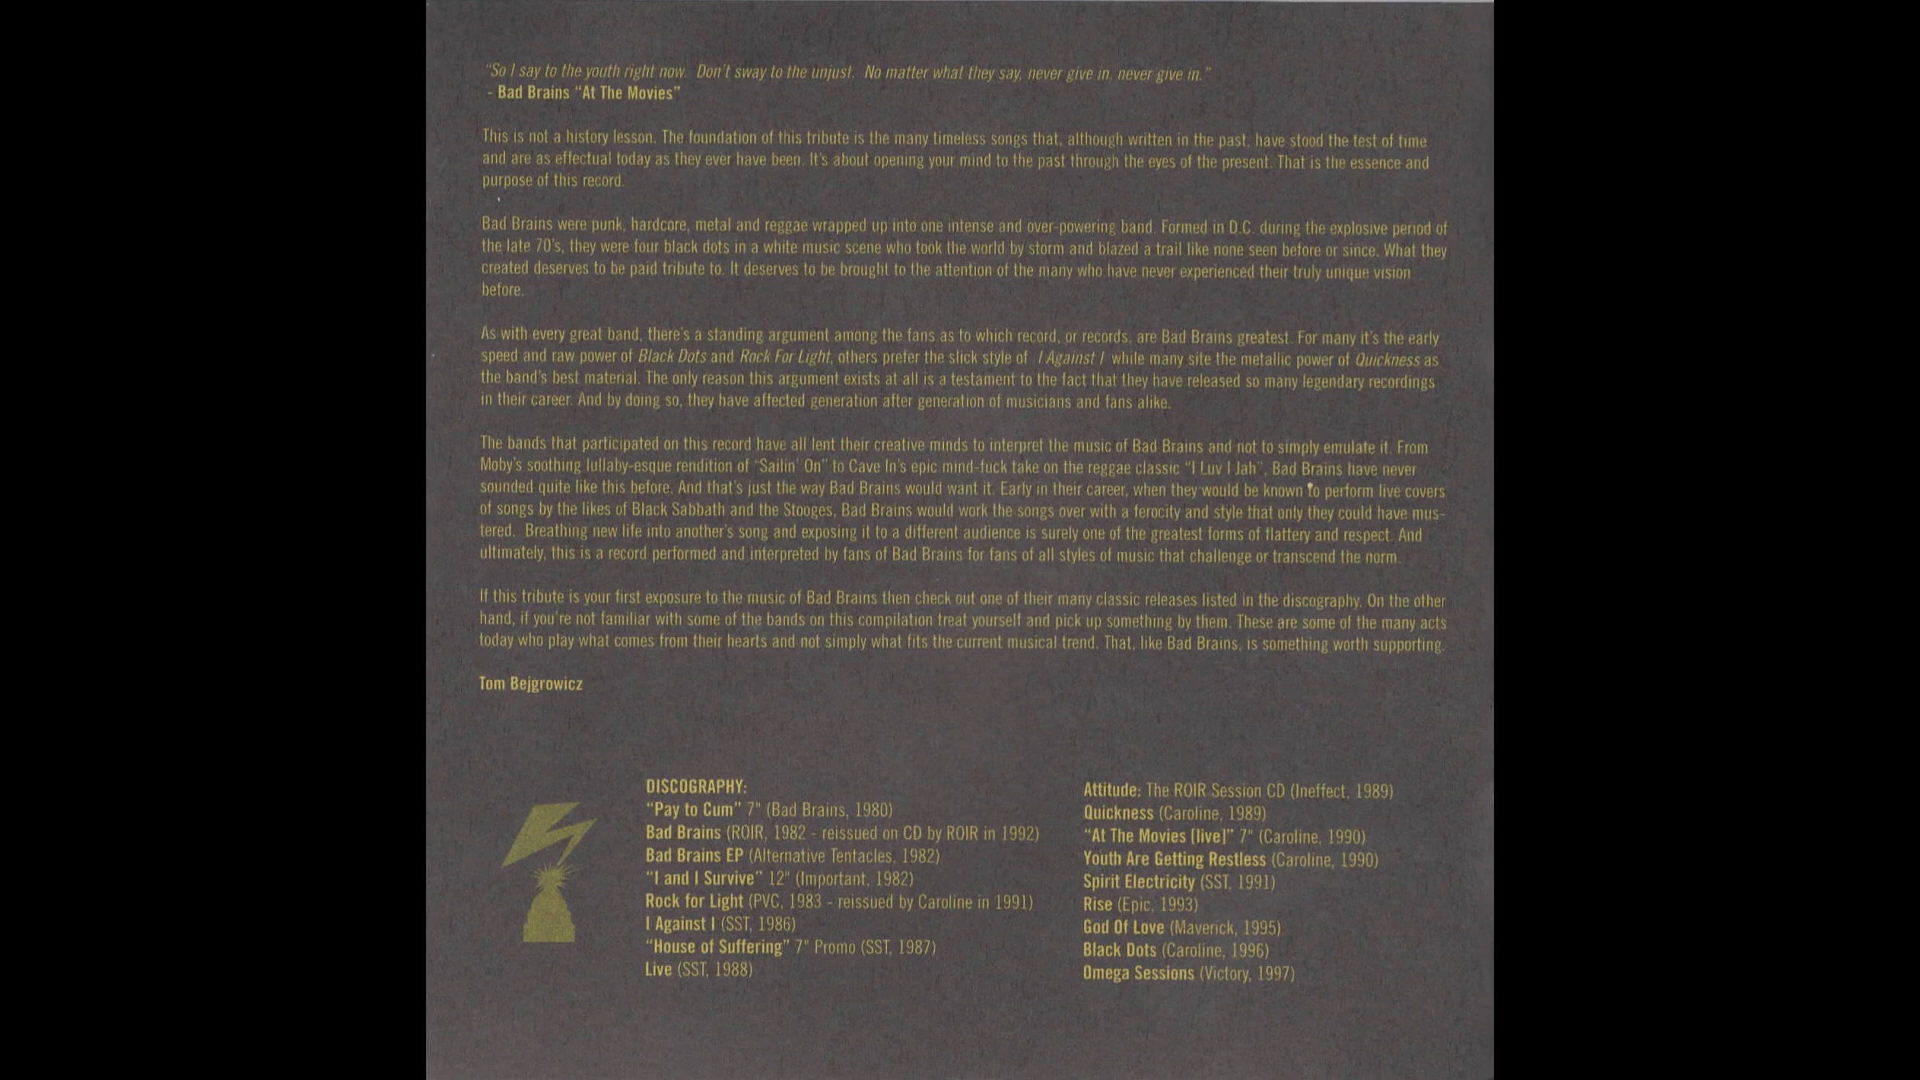 “So I say to the youth right now.  Don't sway to the unjust.  No matter what they say, never give in, never give in.”
- Bad Brains “At The Movies”
This is not a history lesson. The foundation of this tribute is the many timeless songs that, although written in the past, have stood the test of time
and are as effectual today as they ever have been. It's about opening your mind to the past through the eyes of the present. That is the essence and
purpose of this record.
Bad Brains were punk, hardcore, metal and reggae wrapped up into one intense and over-powering band. Formed in D.C. during the explosive period of
the late 70's, they were four black dots in a white music scene who took the world by storm and blazed a trail like none seen before or since. What they
created deserves to be paid tribute to. It deserves to be brought to the attention of the many who have never experienced their truly unique vision
before.
As with every great band, there's a standing argument among the fans as to which record, or records, are Bad Brains greatest. For many it's the early
speed and raw power of Black Dots and Rock For Light, others prefer the slick style of  I Against I  while many site the metallic power of Quickness as
the band's best material. The only reason this argument exists at all is a testament to the fact that they have released so many legendary recordings
in their career. And by doing so, they have affected generation after generation of musicians and fans alike.
The bands that participated on this record have all lent their creative minds to interpret the music of Bad Brains and not to simply emulate it. From
Moby's soothing lullaby-esque rendition of “Sailin' On” to Cave In's epic mind-fuck take on the reggae classic “I Luv I Jah”, Bad Brains have never
sounded quite like this before. And that's just the way Bad Brains would want it. Early in their career, when they would be known to perform live covers
of songs by the likes of Black Sabbath and the Stooges, Bad Brains would work the songs over with a ferocity and style that only they could have mus-
tered.  Breathing new life into another's song and exposing it to a different audience is surely one of the greatest forms of flattery and respect. And
ultimately, this is a record performed and interpreted by fans of Bad Brains for fans of all styles of music that challenge or transcend the norm.
If this tribute is your first exposure to the music of Bad Brains then check out one of their many classic releases listed in the discography. On the other
hand, if you're not familiar with some of the bands on this compilation treat yourself and pick up something by them. These are some of the many acts
today who play what comes from their hearts and not simply what fits the current musical trend. That, like Bad Brains, is something worth supporting.
Tom Bejgrowicz
DISCOGRAPHY:
“Pay to Cum” 7" (Bad Brains, 1980)
Bad Brains (ROIR, 1982 - reissued on CD by ROIR in 1992)
Bad Brains EP (Alternative Tentacles, 1982)
“I and I Survive” 12" (Important, 1982)
Rock for Light (PVC, 1983 - reissued by Caroline in 1991)
I Against I (SST, 1986)
“House of Suffering” 7" Promo (SST, 1987)
Live (SST, 1988)
Attitude: The ROIR Session CD (Ineffect, 1989)
Quickness (Caroline, 1989)
“At The Movies [live]” 7" (Caroline, 1990)
Youth Are Getting Restless (Caroline, 1990)
Spirit Electricity (SST, 1991)
Rise (Epic, 1993)
God Of Love (Maverick, 1995)
Black Dots (Caroline, 1996)
Omega Sessions (Victory, 1997)